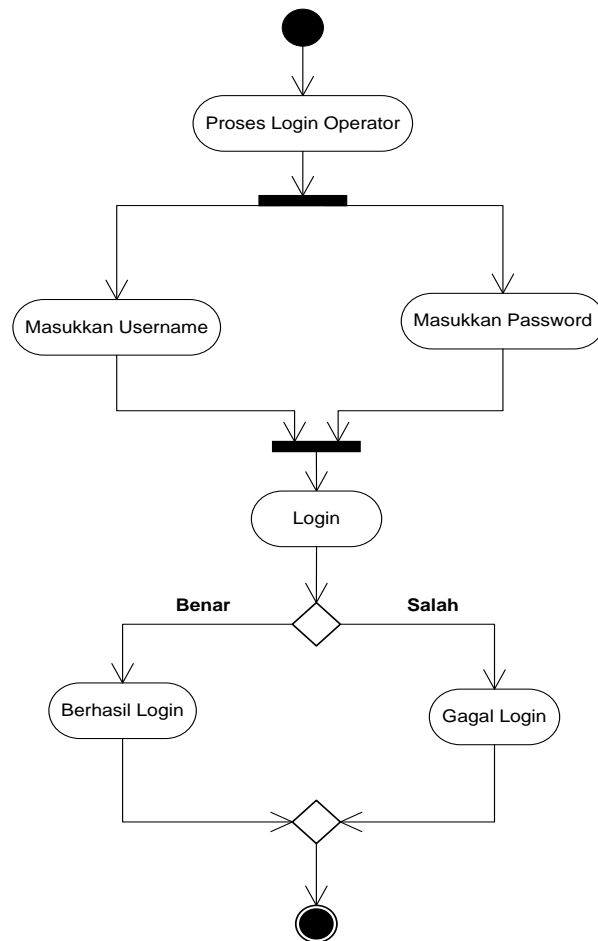 Proses Login Operator
Masukkan Username
Masukkan Password
Login
Benar
Salah
Berhasil Login
Gagal Login